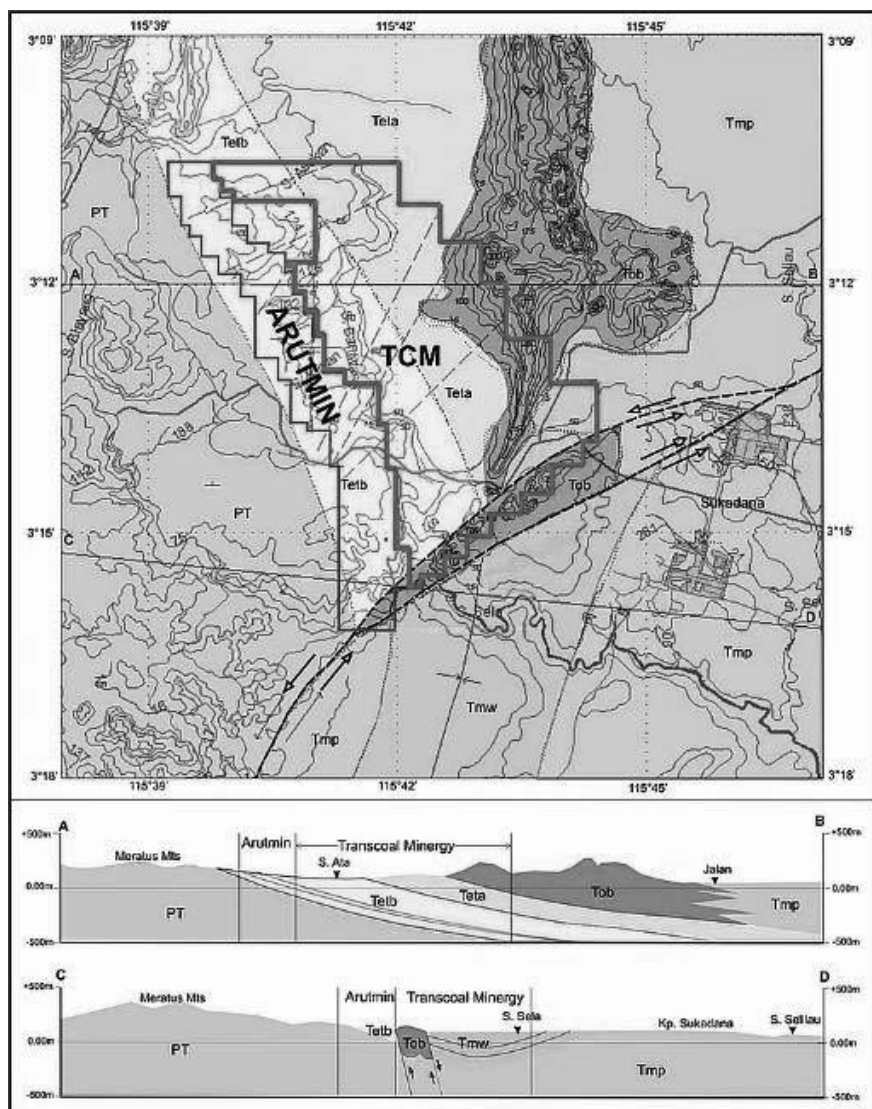 115°39' 115°42' 115°45'
3°09' 3°09'
Teta
Tmp
Tetb
PT
A 3°12' Tob 3°12' B
S. Selilau
ARUTMIN
TCM
Teta
188
Tetb Tob
Sukadana
PT
3°15' 3°15'
75
C
Sela
D
Tmp
Tmw
Tmp
3°18' 3°18'
115°39' 115°42' 115°45'
A B
+500m Arutmin Transcoal Minergy +500m
Meratus Mts S. Ata Jalan
0.00m Teta Tob 0.00m
PT Tetb Tmp
-500m -500m
C D
+500m Meratus Mts Arutmin Transcoal Minergy +500m
S. Sela Kp. Sukadana S. Selilau
0.00m Tetb Tob Tmw 0.00m
PT Tmp
-500m -500m